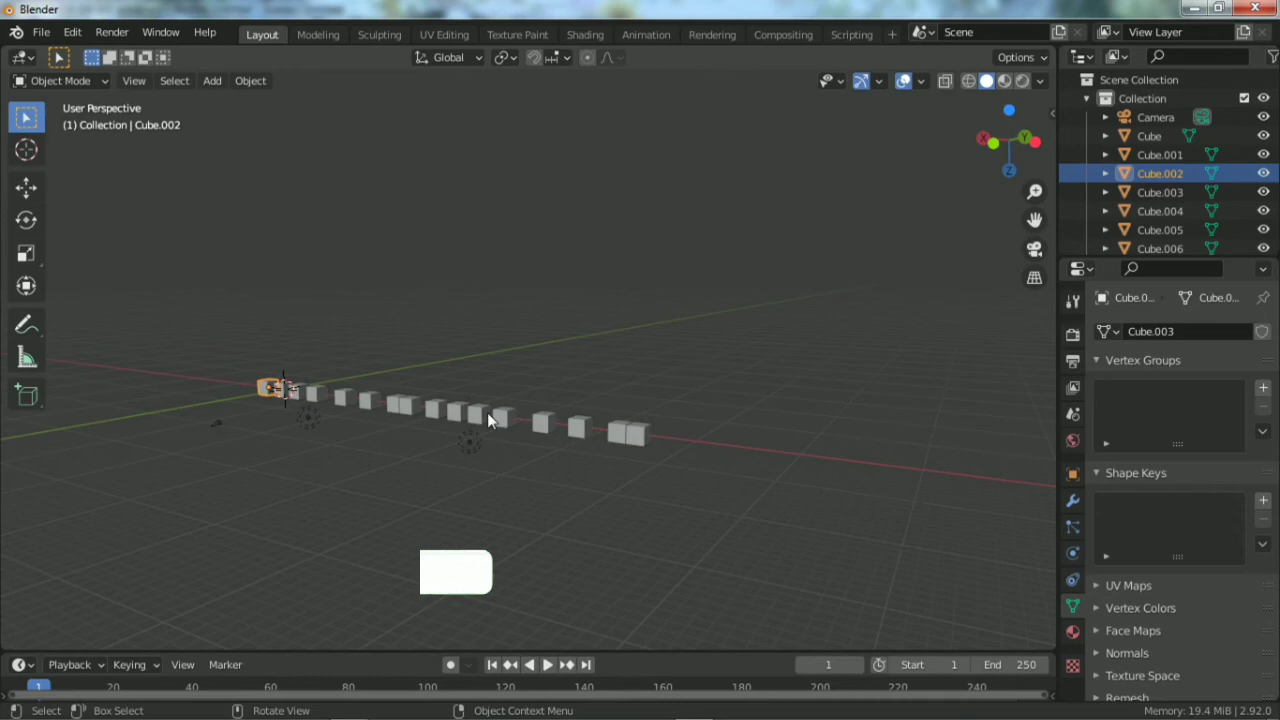 Blender
File Edit Render Window Help
Layout Modeling Sculpting UV Editing Texture Paint Shading Animation Rendering Compositing Scripting +
Scene
View Layer
Global
Options
Object Mode View Select Add Object
User Perspective
(1) Collection | Cube.002
X Y Z
Scene Collection
Collection
Camera
Cube
Cube.001
Cube.002
Cube.003
Cube.004
Cube.005
Cube.006
Cube.0... Cube.0...
Cube.003
Vertex Groups
Shape Keys
UV Maps
Vertex Colors
Face Maps
Normals
Texture Space
Remesh
Playback Keying View Marker
1 Start 1 End 250
1 20 40 60 80 100 120 140 160 180 200 220 240
Select Box Select Rotate View Object Context Menu
Memory: 19.4 MiB | 2.92.0